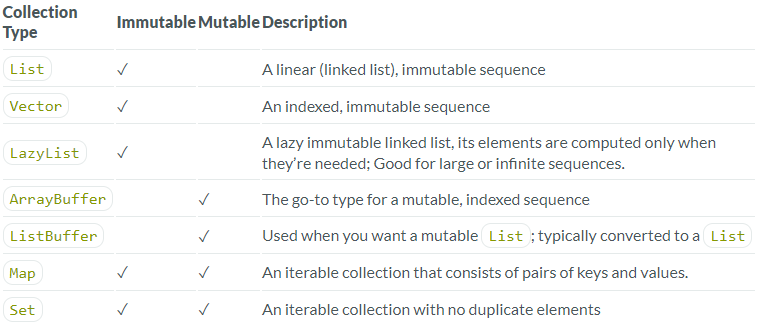 Collection Type Immutable Mutable Description
List ✓ A linear (linked list), immutable sequence
Vector ✓ An indexed, immutable sequence
LazyList ✓ A lazy immutable linked list, its elements are computed only when
they’re needed; Good for large or infinite sequences.
ArrayBuffer ✓ The go-to type for a mutable, indexed sequence
ListBuffer ✓ Used when you want a mutable List ; typically converted to a List
Map ✓ ✓ An iterable collection that consists of pairs of keys and values.
Set ✓ ✓ An iterable collection with no duplicate elements